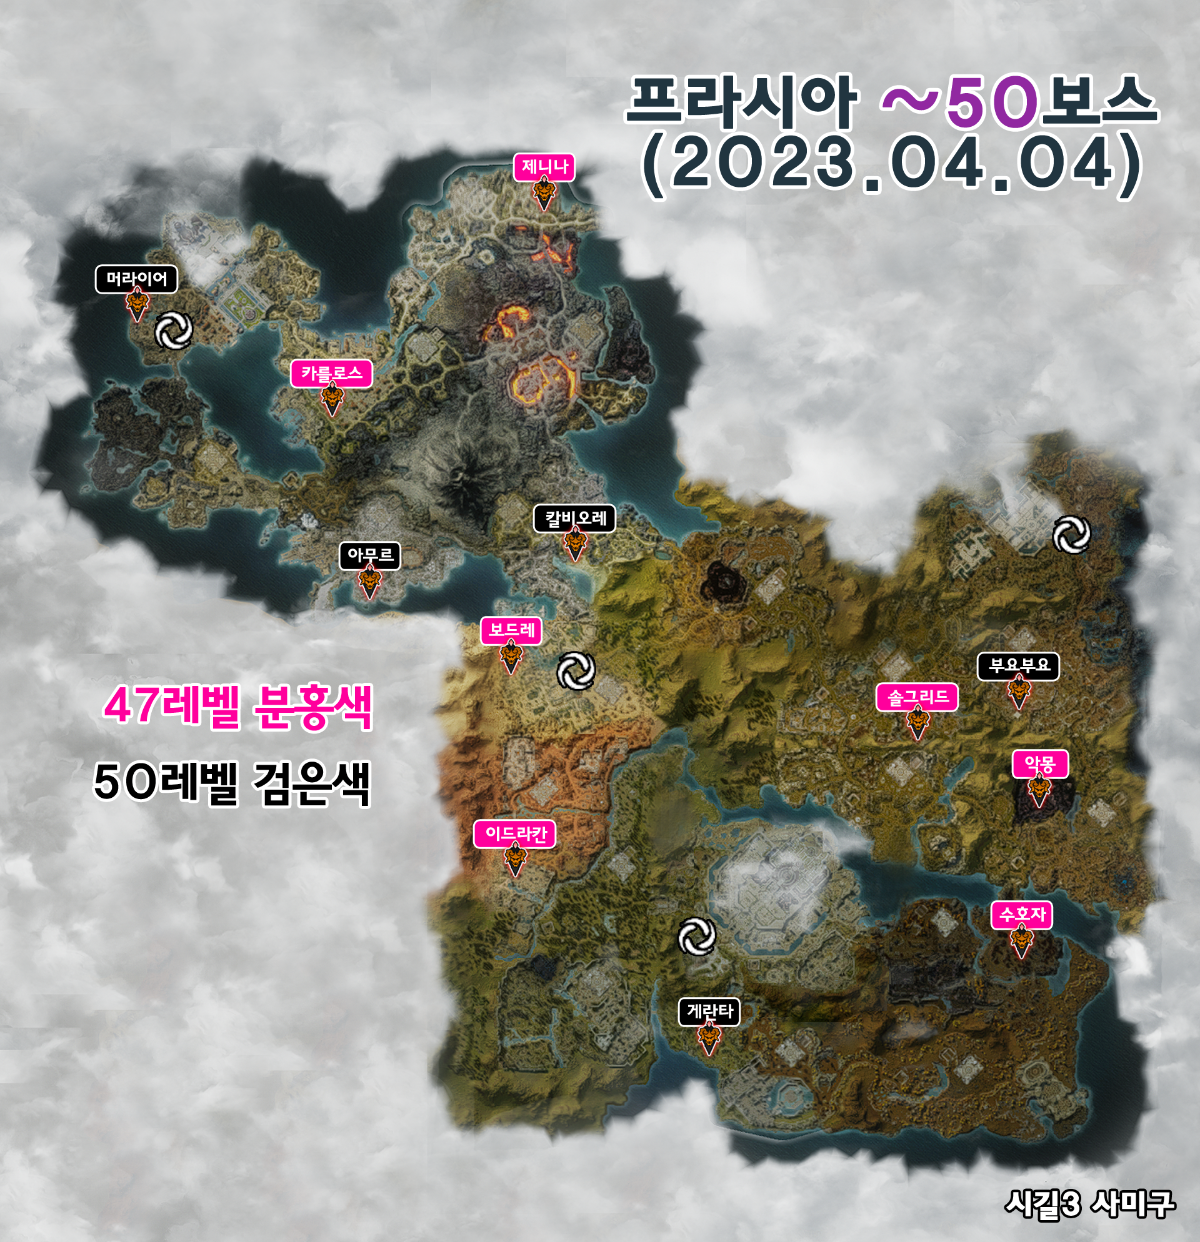 프라시아 ~50보스
(2023.04.04)
제니나
머라이어
카를로스
칼비오레
아무르
보드레
부요부요
솔그리드
47레벨 분홍색
50레벨 검은색
악몽
이드라칸
수호자
게란타
시길3 사미구